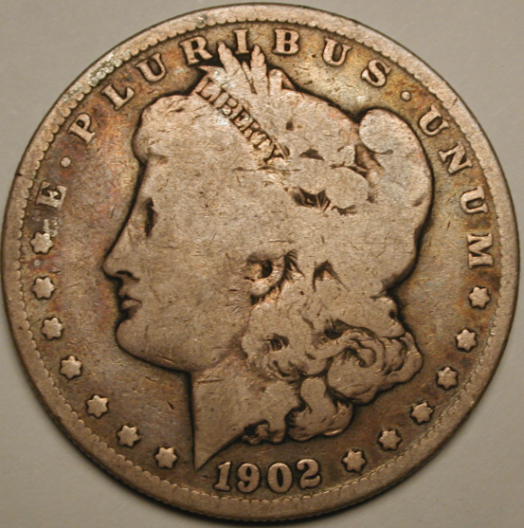 E · PLURIBUS · UNUM
LIBERTY
1902